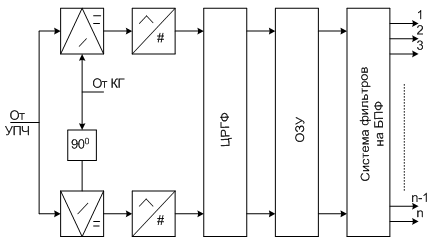 От
УПЧ
От КГ
90⁰
#
#
ЦРГФ
ОЗУ
Система фильтров
на БПФ
1
2
3
n-1
n